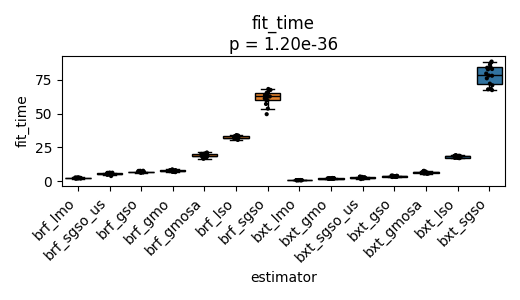 fit_time
p = 1.20e-36
fit_time
75
50
25
0
brf_lmo
brf_sgso_us
brf_gso
brf_gmo
brf_gmosa
brf_lso
brf_sgso
bxt_lmo
bxt_gmo
bxt_sgso_us
bxt_gso
bxt_gmosa
bxt_lso
bxt_sgso
estimator